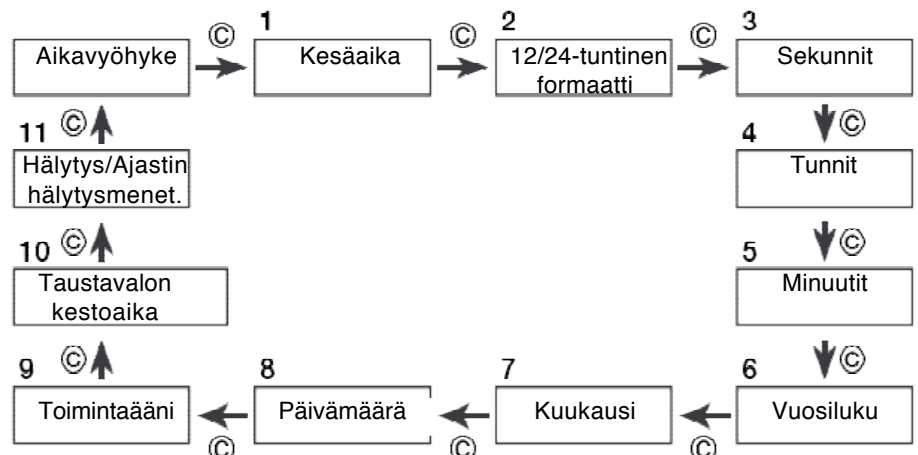 1
2
3
Aikavyöhyke
©
Kesäaika
©
12/24-tuntinen
formaatti
©
Sekunnit
©
4
Tunnit
©
5
Minuutit
©
6
Vuosiluku
©
7
Kuukausi
©
8
Päivämäärä
©
9
Toimintaääni
©
10
Taustavalon
kestoaika
©
11
Hälytys/Ajastin
hälytysmenet.
©